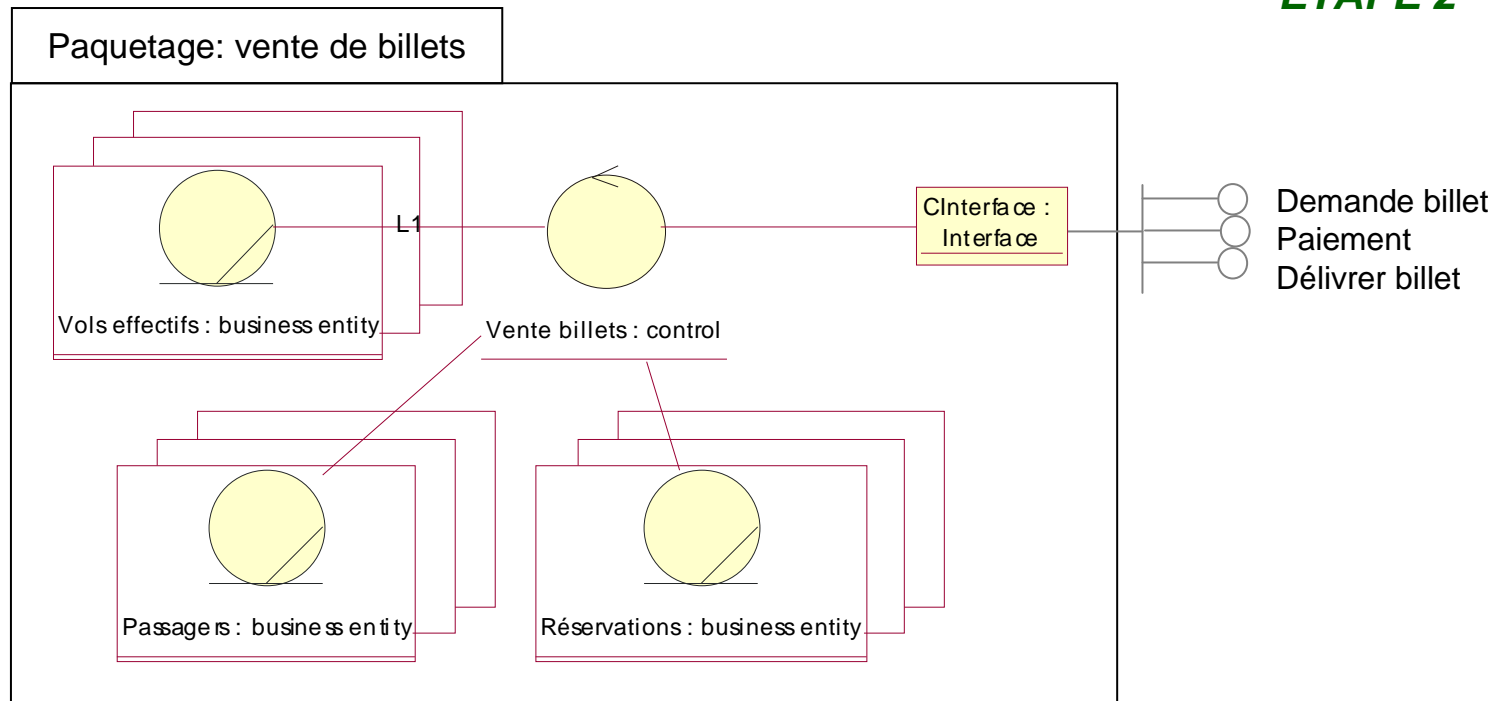 ETAPE 2
Paquetage: vente de billets
L1
CInterface :
Interface
Demande billet
Paiement
Délivrer billet
Vols effectifs : business entity
Vente billets : control
Passagers : business entity
Réservations : business entity